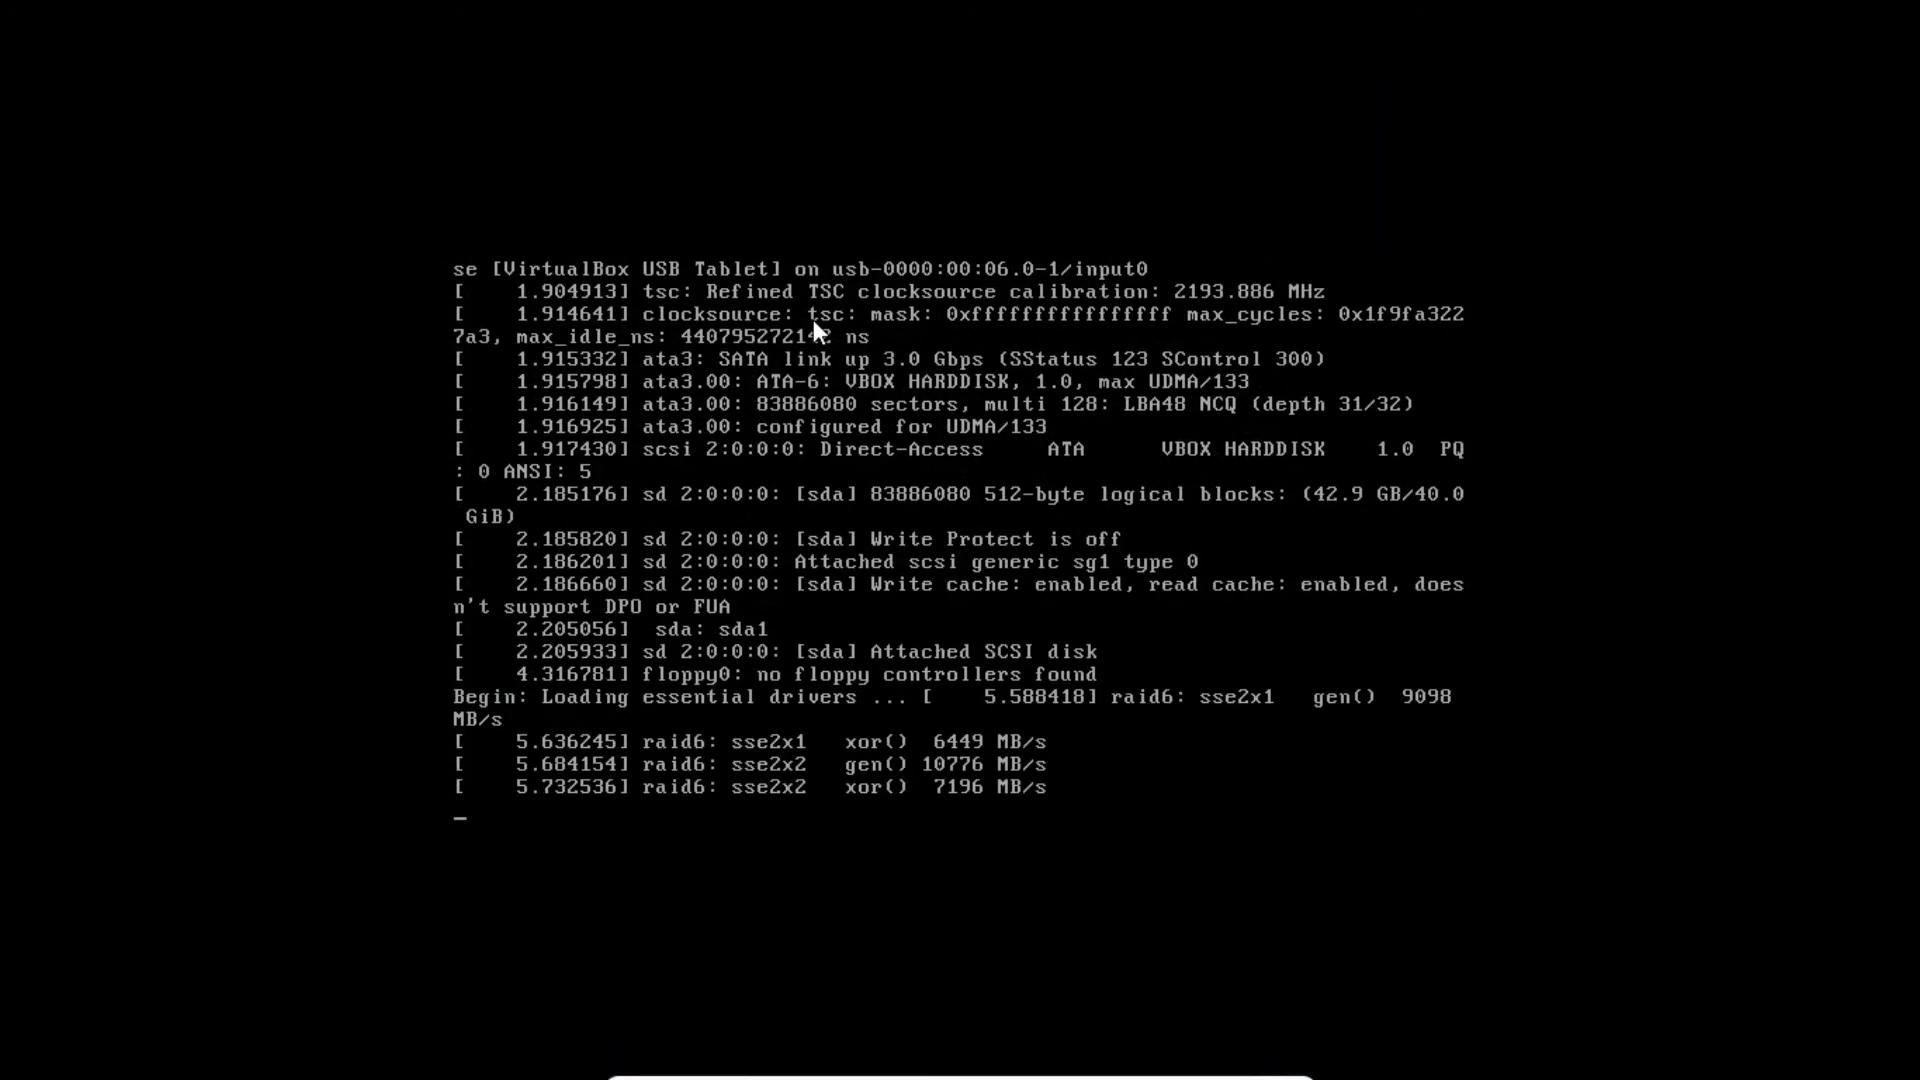 se [VirtualBox USB Tablet] on usb-0000:00:06.0-1/input0
[    1.904913] tsc: Refined TSC clocksource calibration: 2193.886 MHz
[    1.914641] clocksource: tsc: mask: 0xffffffffffffffff max_cycles: 0x1f9fa322
7a3, max_idle_ns: 440795272142 ns
[    1.915332] ata3: SATA link up 3.0 Gbps (SStatus 123 SControl 300)
[    1.915798] ata3.00: ATA-6: VBOX HARDDISK, 1.0, max UDMA/133
[    1.916149] ata3.00: 83886080 sectors, multi 128: LBA48 NCQ (depth 31/32)
[    1.916925] ata3.00: configured for UDMA/133
[    1.917430] scsi 2:0:0:0: Direct-Access     ATA      VBOX HARDDISK    1.0  PQ
: 0 ANSI: 5
[    2.185176] sd 2:0:0:0: [sda] 83886080 512-byte logical blocks: (42.9 GB/40.0
 GiB)
[    2.185820] sd 2:0:0:0: [sda] Write Protect is off
[    2.186201] sd 2:0:0:0: Attached scsi generic sg1 type 0
[    2.186660] sd 2:0:0:0: [sda] Write cache: enabled, read cache: enabled, does
n't support DPO or FUA
[    2.205056]  sda: sda1
[    2.205933] sd 2:0:0:0: [sda] Attached SCSI disk
[    4.316781] floppy0: no floppy controllers found
Begin: Loading essential drivers ... [    5.588418] raid6: sse2x1   gen()  9098
MB/s
[    5.636245] raid6: sse2x1   xor()  6449 MB/s
[    5.684154] raid6: sse2x2   gen() 10776 MB/s
[    5.732536] raid6: sse2x2   xor()  7196 MB/s